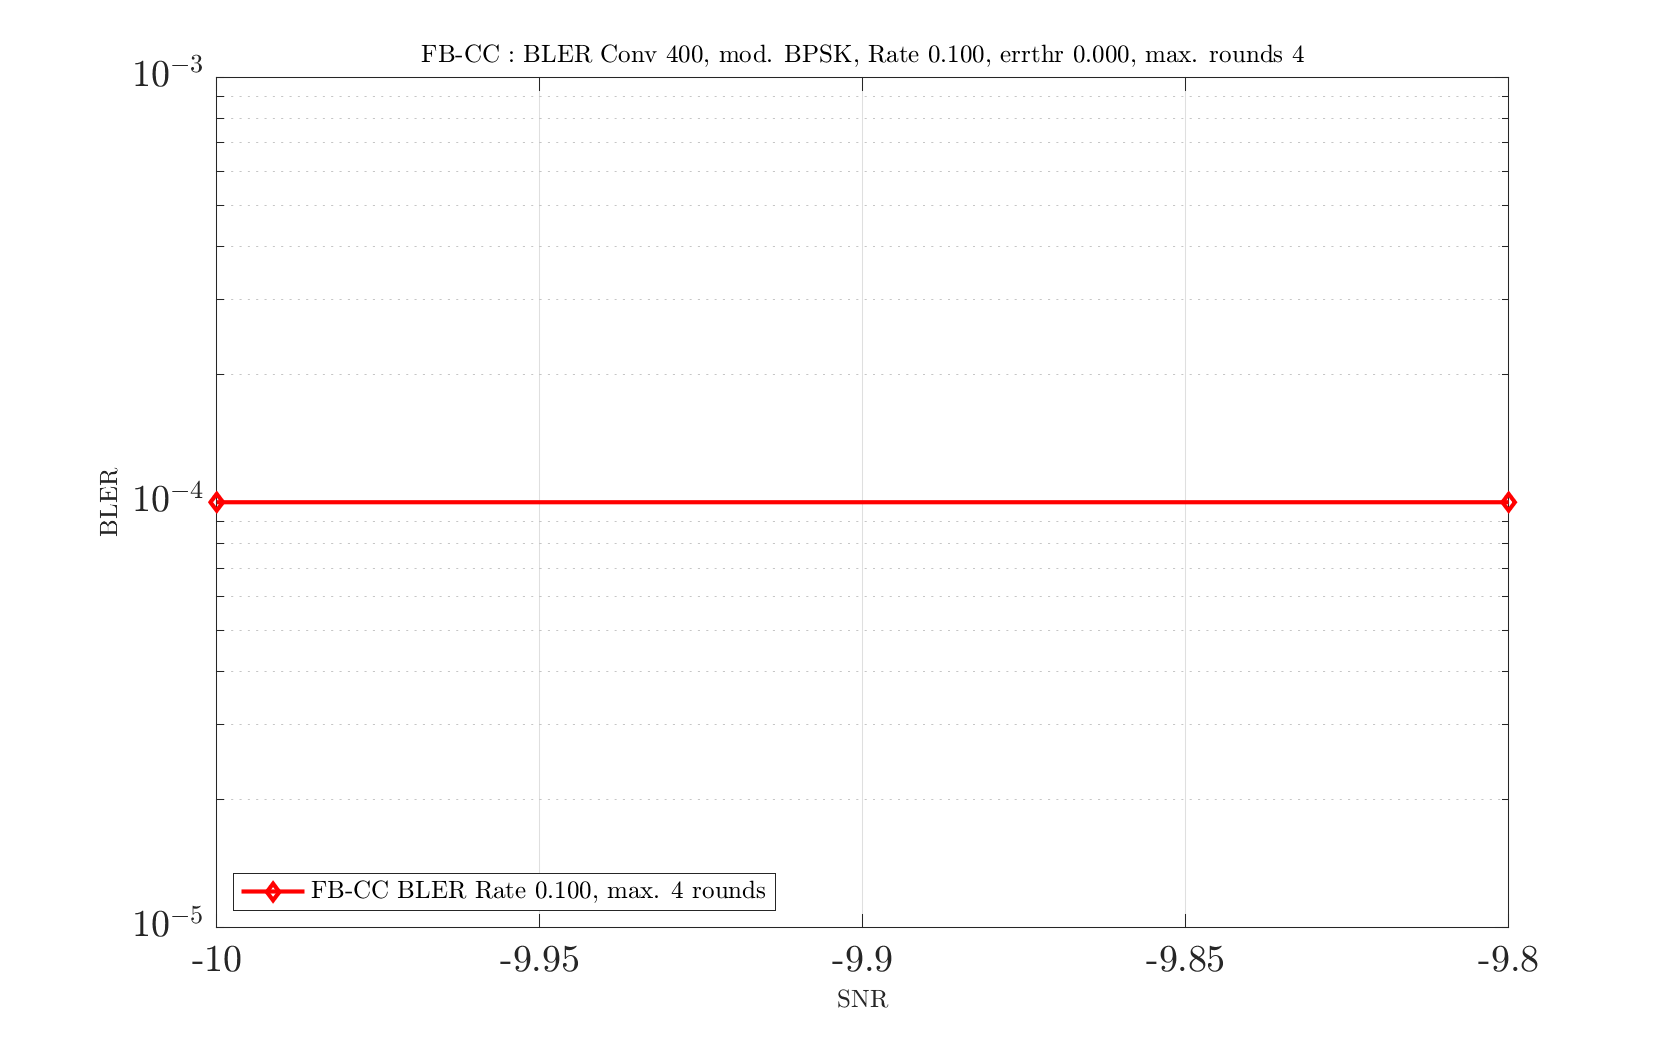 FB-CC : BLER Conv 400, mod. BPSK, Rate 0.100, errthr 0.000, max. rounds 4
10⁻³
10⁻⁴
10⁻⁵
BLER
FB-CC BLER Rate 0.100, max. 4 rounds
-10 -9.95 -9.9 -9.85 -9.8
SNR